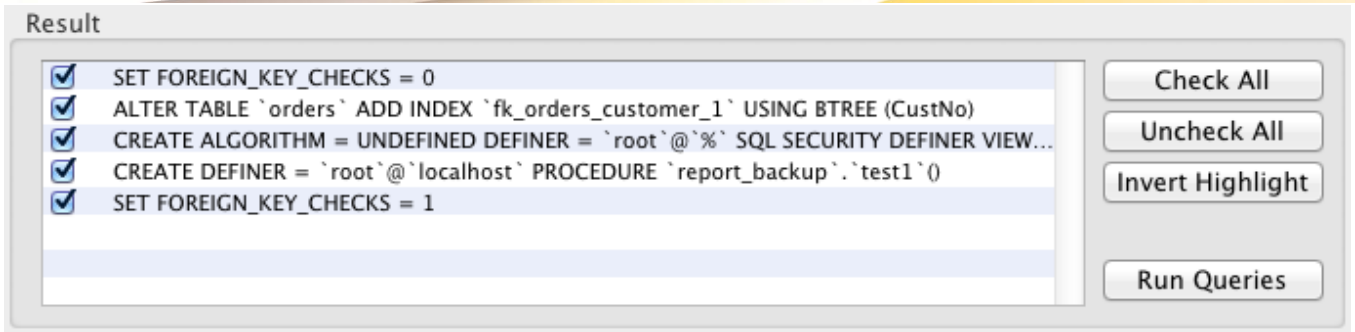 Result
SET FOREIGN_KEY_CHECKS = 0
ALTER TABLE `orders` ADD INDEX `fk_orders_customer_1` USING BTREE (CustNo)
CREATE ALGORITHM = UNDEFINED DEFINER = `root`@`%` SQL SECURITY DEFINER VIEW...
CREATE DEFINER = `root`@`localhost` PROCEDURE `report_backup`.`test1`()
SET FOREIGN_KEY_CHECKS = 1
Check All
Uncheck All
Invert Highlight
Run Queries